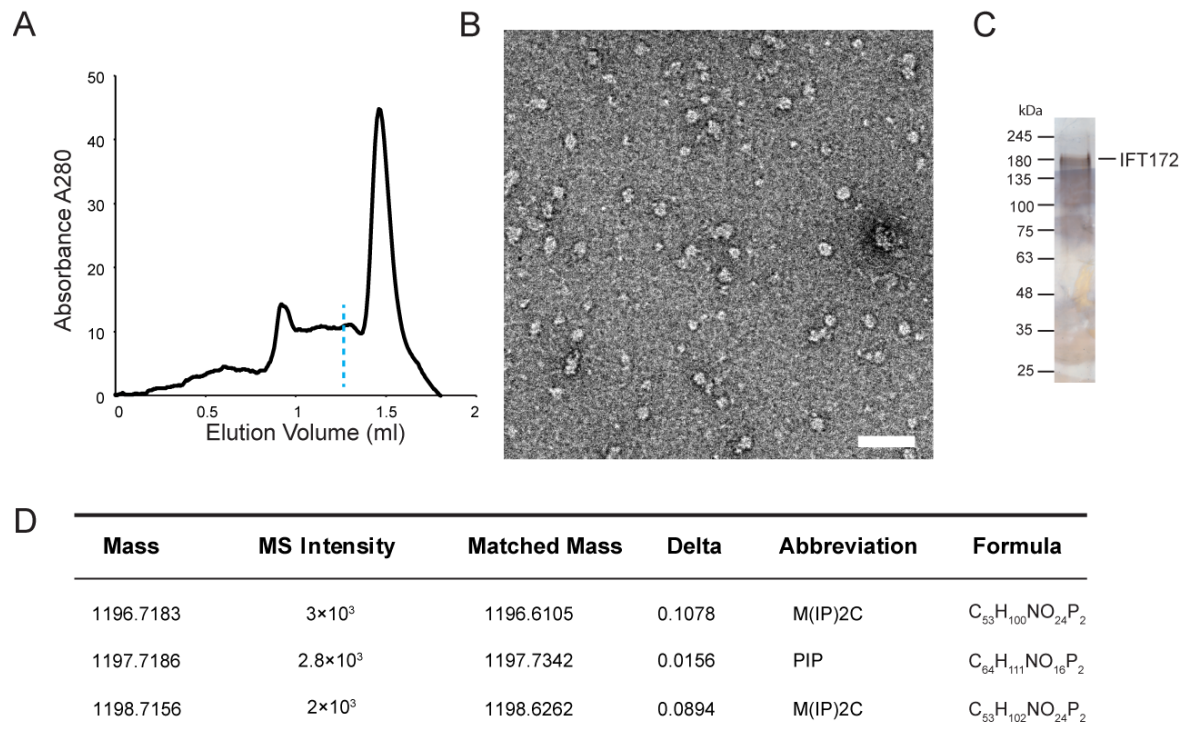 A
B
C
50
40
30
20
10
0
Absorbance A280
0 0.5 1 1.5 2
Elution Volume (ml)
kDa
245
180
135
100
75
63
48
35
25
IFT172
D
Mass MS Intensity Matched Mass Delta Abbreviation Formula
1196.7183 3×10³ 1196.6105 0.1078 M(IP)2C C₅₃H₁₀₀NO₂₄P₂
1197.7186 2.8×10³ 1197.7342 0.0156 PIP C₆₄H₁₁₁NO₁₆P₂
1198.7156 2×10³ 1198.6262 0.0894 M(IP)2C C₅₃H₁₀₂NO₂₄P₂